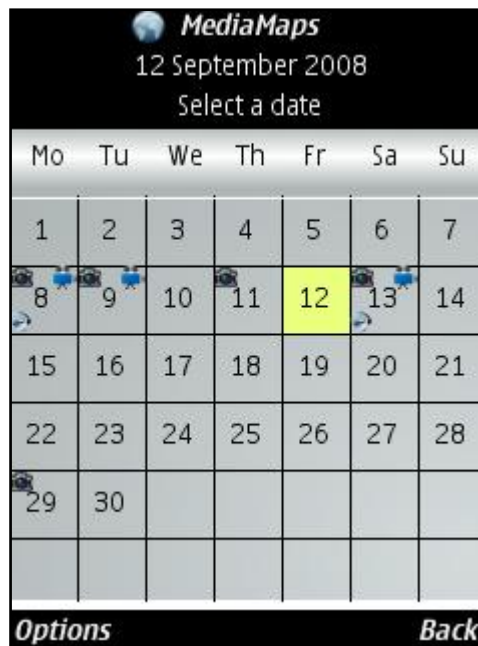 MediaMaps
12 September 2008
Select a date
Mo Tu We Th Fr Sa Su
1 2 3 4 5 6 7
8 9 10 11 12 13 14
15 16 17 18 19 20 21
22 23 24 25 26 27 28
29 30
Options Back